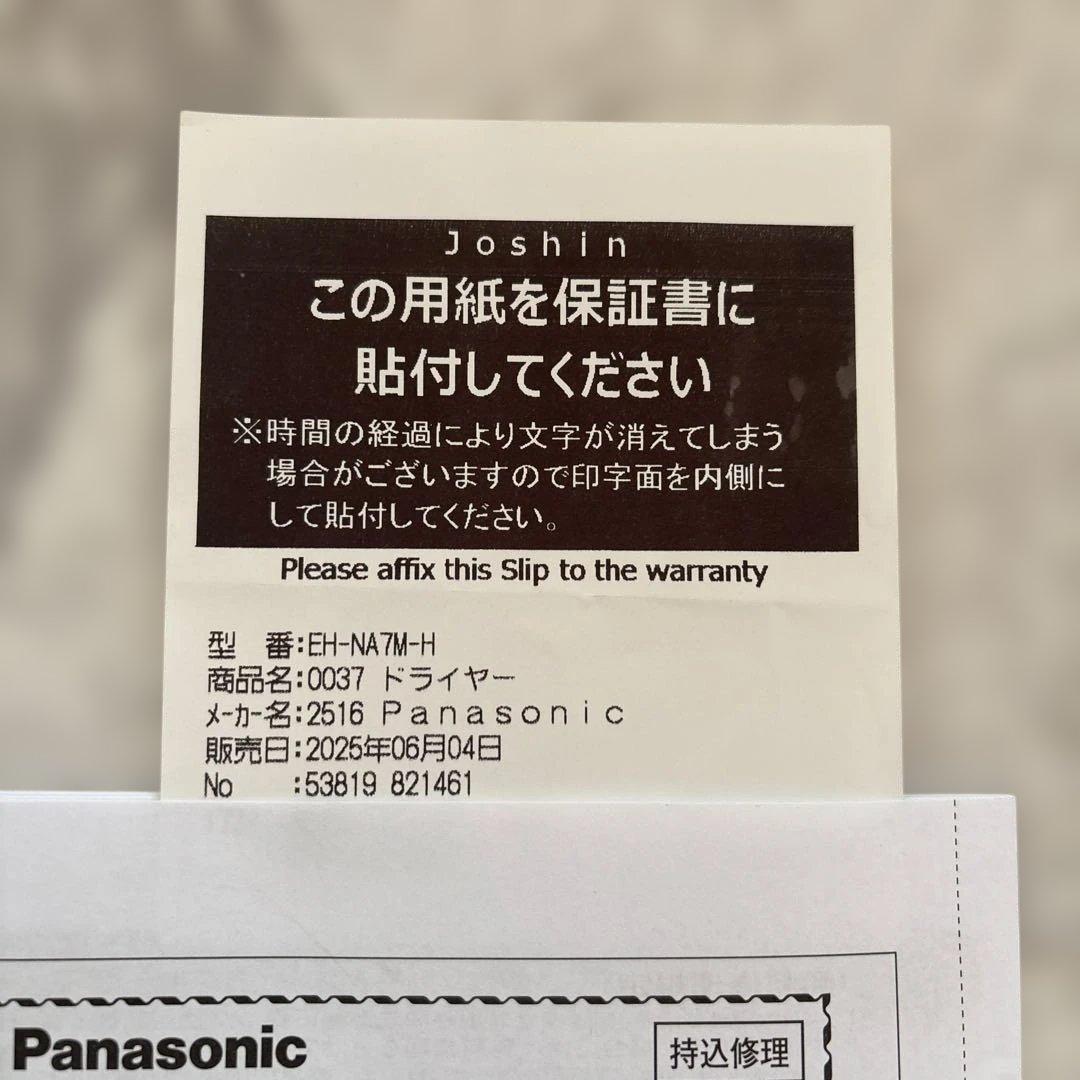 Joshin
この用紙を保証書に
貼付してください
※時間の経過により文字が消えてしまう
場合がございますので印字面を内側に
して貼付してください。
Please affix this Slip to the warranty
型　番:EH-NA7M-H
商品名:0037 ドライヤー
ﾒｰｶｰ名:2516 Panasonic
販売日:2025年06月04日
No　　:53819 821461
Panasonic
持込修理